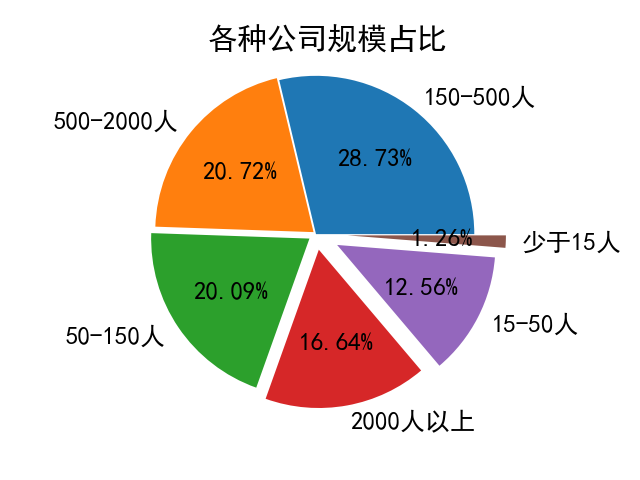 各种公司规模占比
150-500人
28.73%
500-2000人
20.72%
50-150人
20.09%
2000人以上
16.64%
15-50人
12.56%
少于15人
1.26%